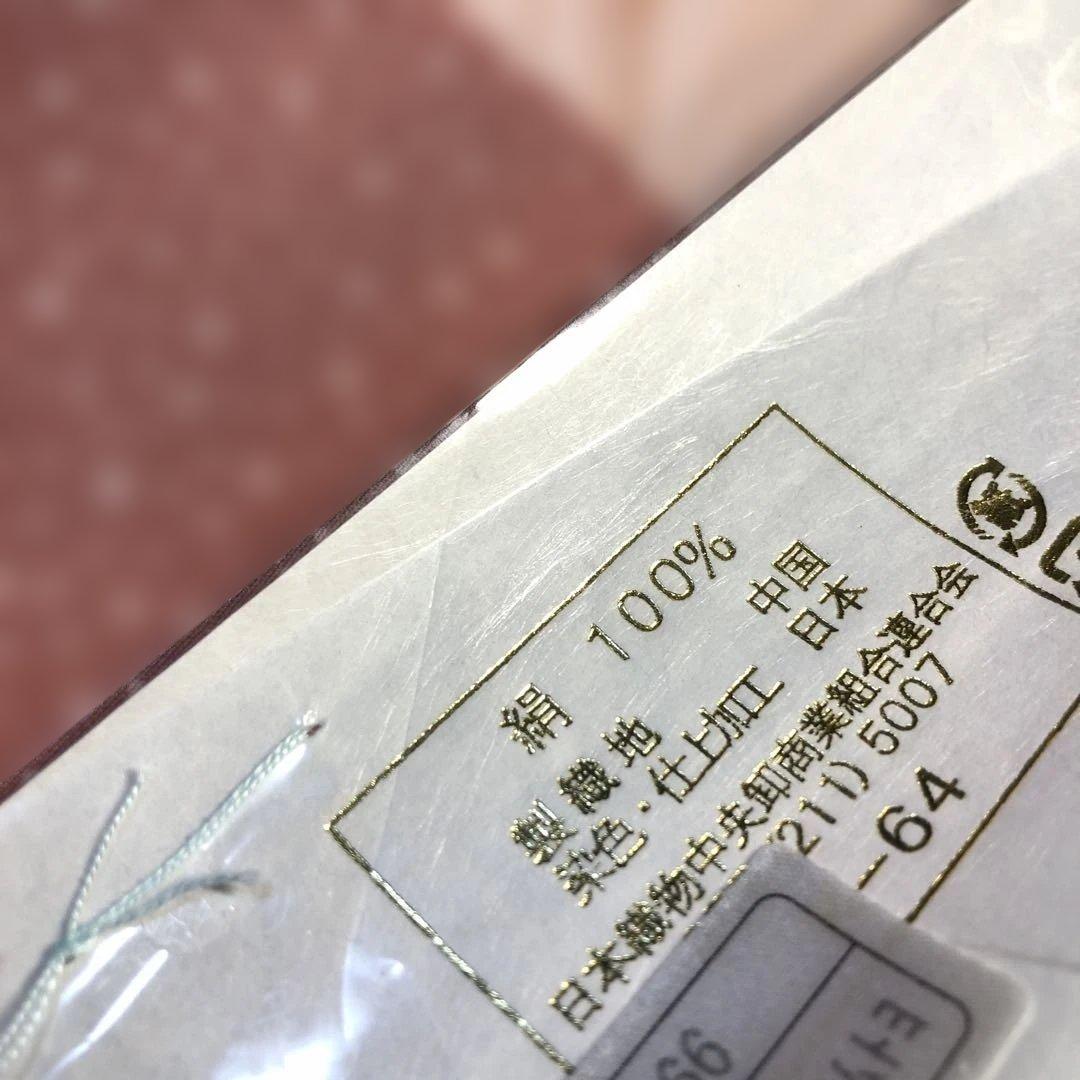 絹 100%
製織地 中国
染色・仕上加工 日本
日本織物中央卸商業組合連合会
(211) 5007
-64
紙